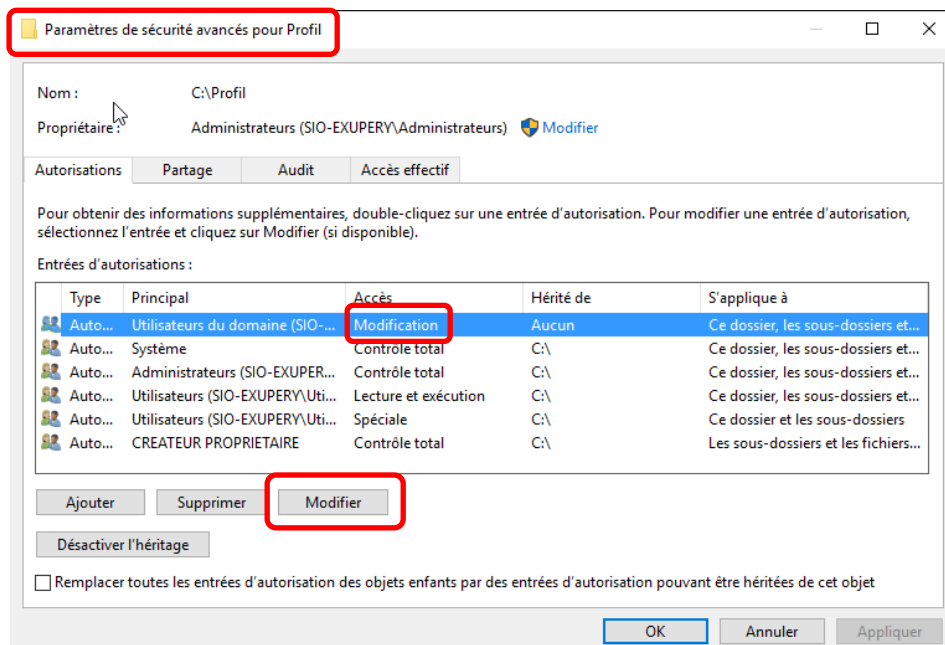 Paramètres de sécurité avancés pour Profil
Nom : C:\Profil
Propriétaire : Administrateurs (SIO-EXUPERY\Administrateurs) Modifier
Autorisations Partage Audit Accès effectif
Pour obtenir des informations supplémentaires, double-cliquez sur une entrée d'autorisation. Pour modifier une entrée d'autorisation,
sélectionnez l'entrée et cliquez sur Modifier (si disponible).
Entrées d'autorisations :
Type Principal Accès Hérité de S'applique à
Auto... Utilisateurs du domaine (SIO-... Modification Aucun Ce dossier, les sous-dossiers et...
Auto... Système Contrôle total C:\ Ce dossier, les sous-dossiers et...
Auto... Administrateurs (SIO-EXUPER... Contrôle total C:\ Ce dossier, les sous-dossiers et...
Auto... Utilisateurs (SIO-EXUPERY\Uti... Lecture et exécution C:\ Ce dossier, les sous-dossiers et...
Auto... Utilisateurs (SIO-EXUPERY\Uti... Spéciale C:\ Ce dossier et les sous-dossiers
Auto... CREATEUR PROPRIETAIRE Contrôle total C:\ Les sous-dossiers et les fichiers...
Ajouter Supprimer Modifier
Désactiver l'héritage
Remplacer toutes les entrées d'autorisation des objets enfants par des entrées d'autorisation pouvant être héritées de cet objet
OK Annuler Appliquer